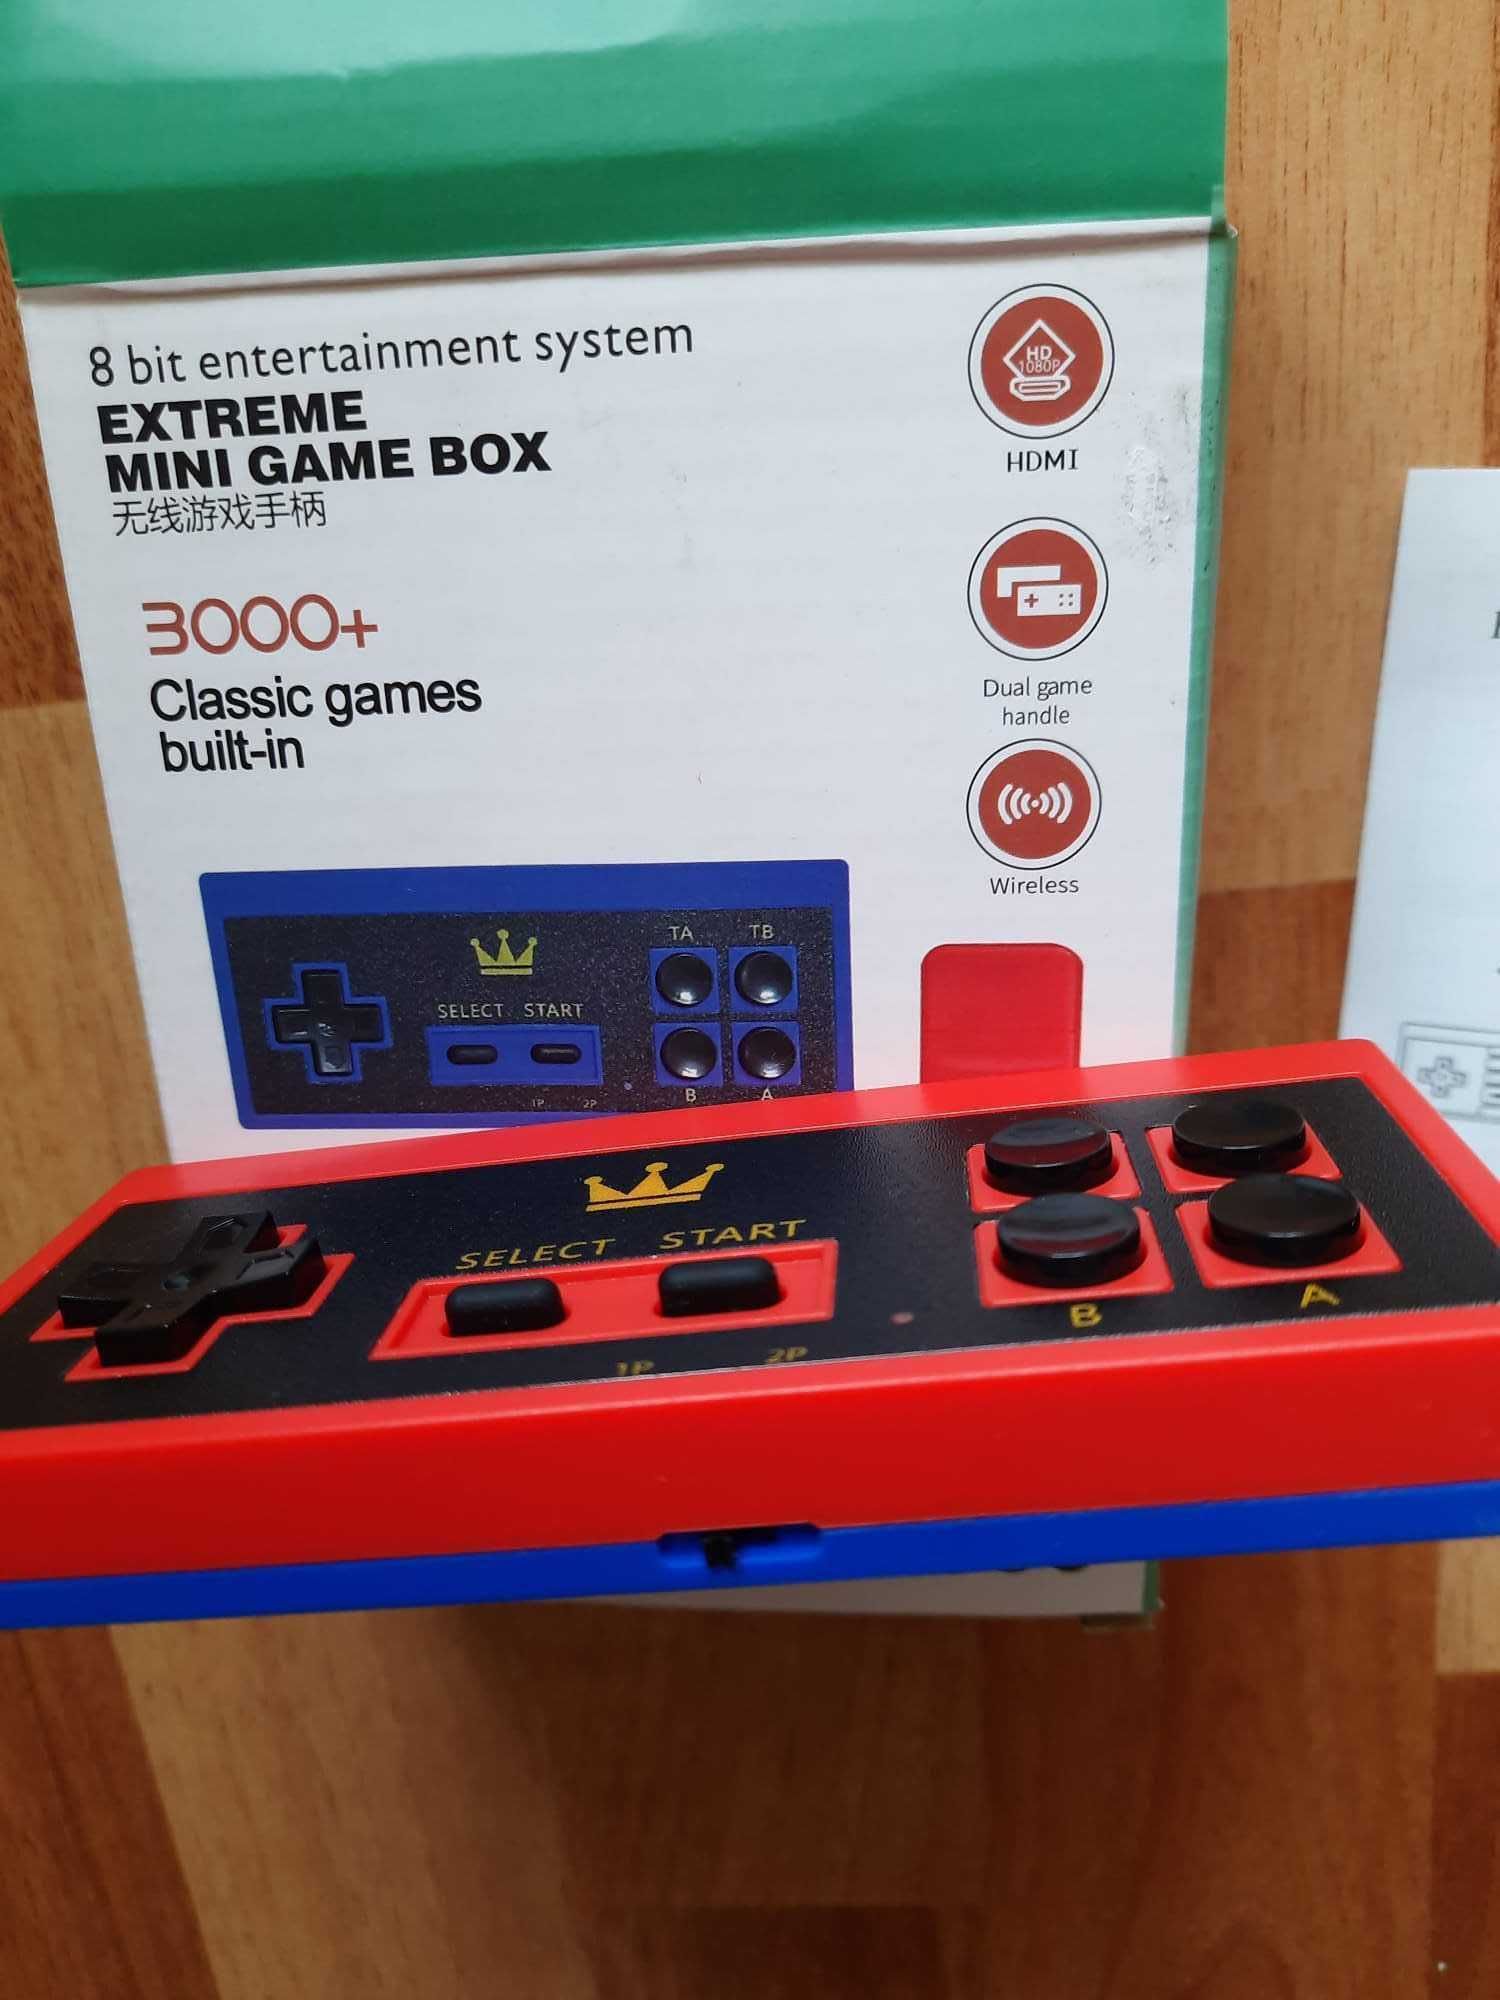 8 bit entertainment system
EXTREME
MINI GAME BOX
无线游戏手柄
3000+
Classic games
built-in
HD
1080P
HDMI
Dual game
handle
Wireless
TA TB
SELECT START
B A
1P 2P
SELECT START
B A
1P 2P